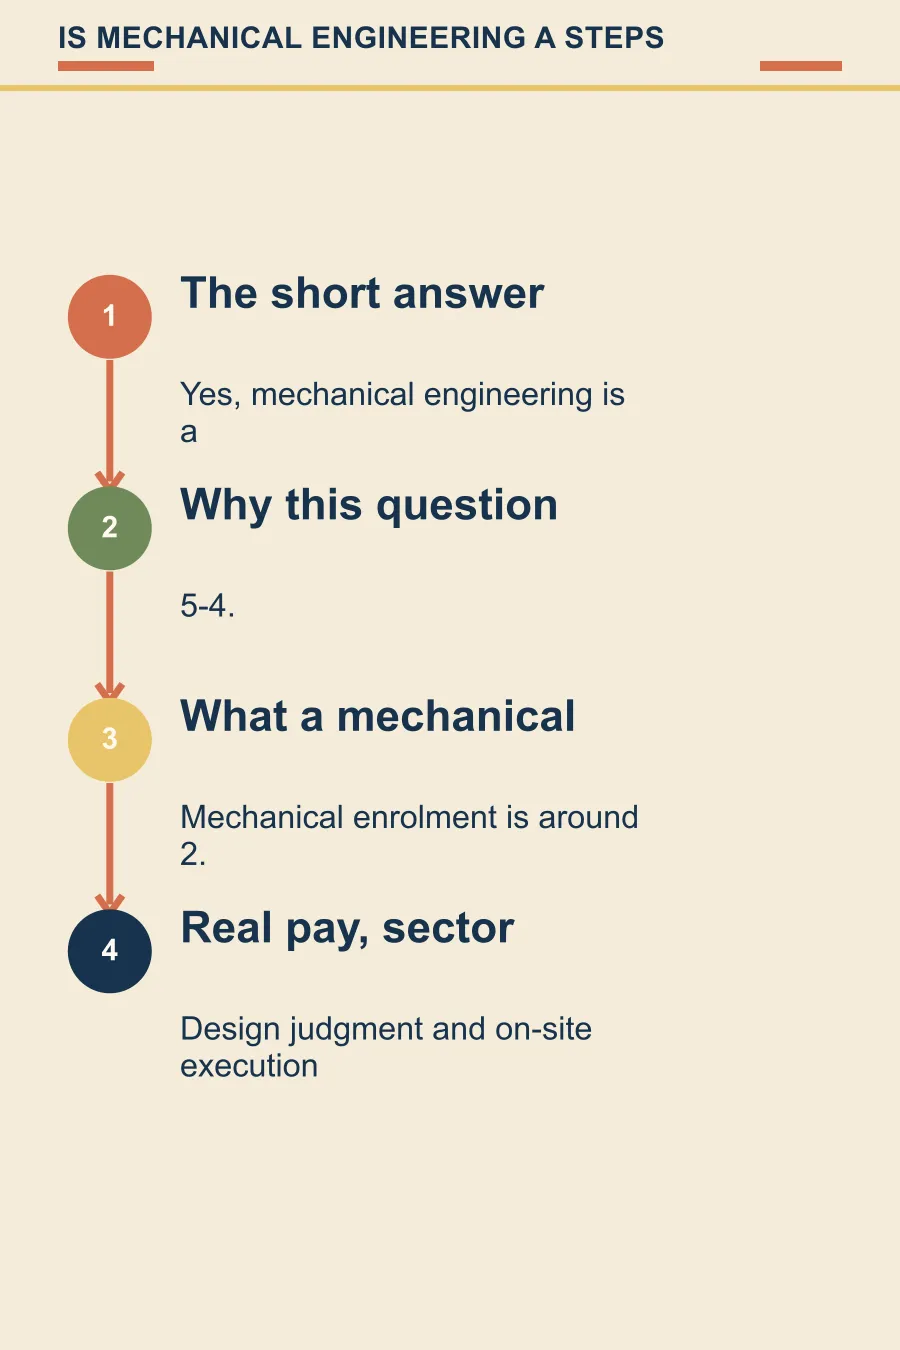 IS MECHANICAL ENGINEERING A STEPS
1
The short answer
Yes, mechanical engineering is
a
2
Why this question
5-4.
3
What a mechanical
Mechanical enrolment is around
2.
4
Real pay, sector
Design judgment and on-site
execution